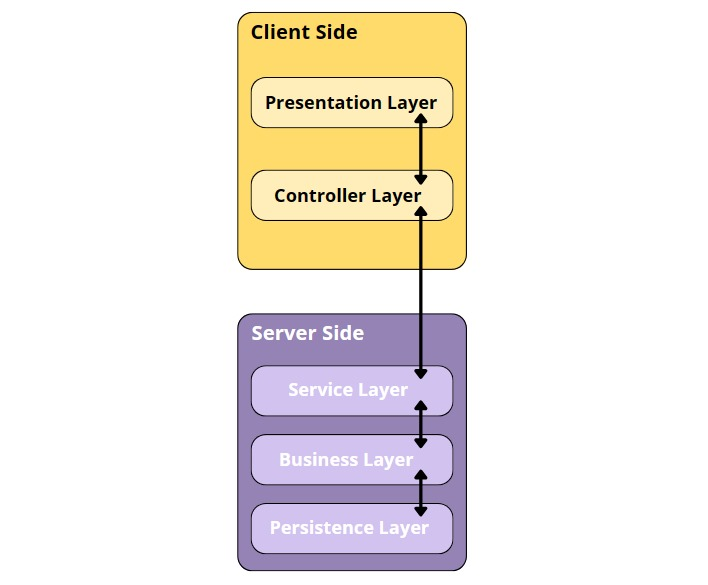 Client Side
Presentation Layer
Controller Layer
Server Side
Service Layer
Business Layer
Persistence Layer